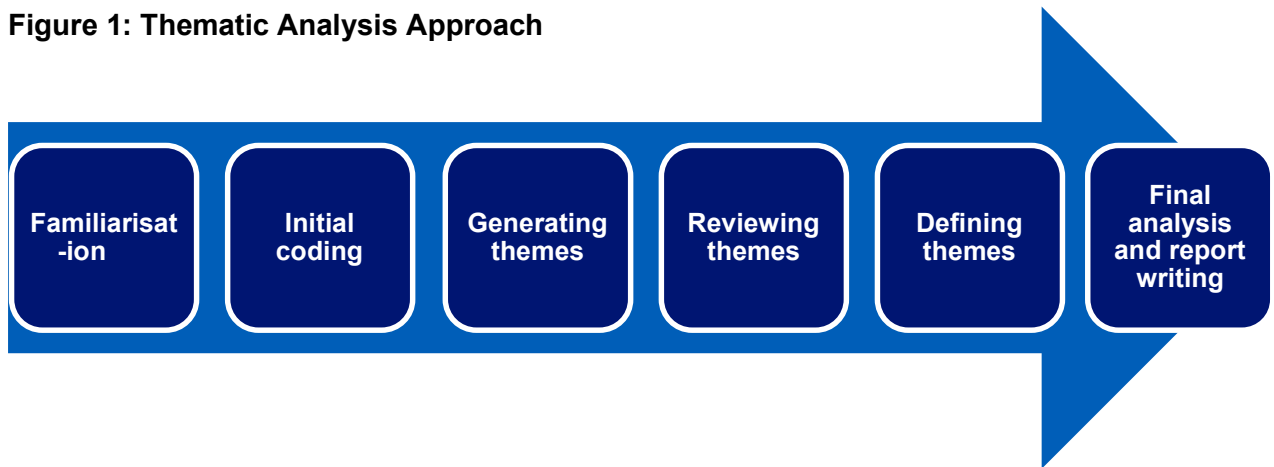 Figure 1: Thematic Analysis Approach
Familiarisat
-ion
Initial
coding
Generating
themes
Reviewing
themes
Defining
themes
Final
analysis
and report
writing